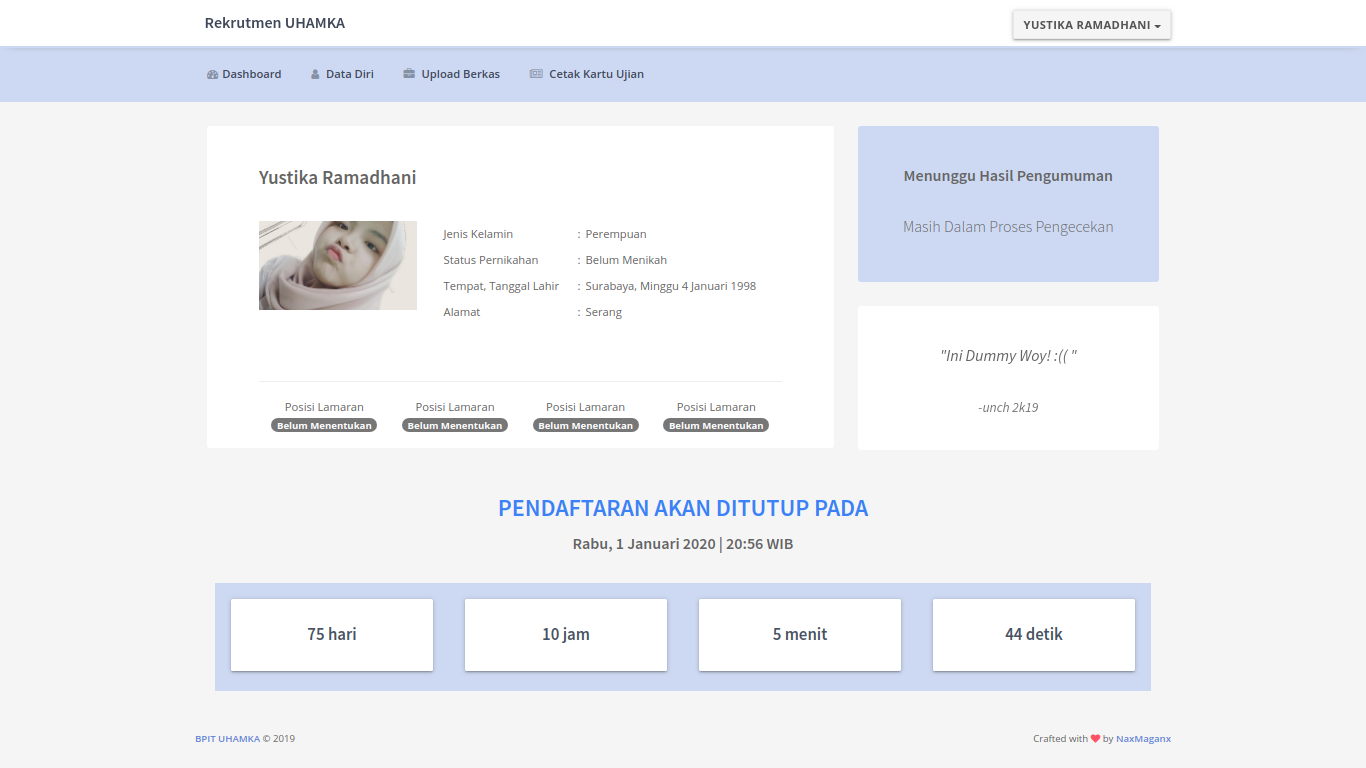 Rekrutmen UHAMKA
YUSTIKA RAMADHANI
Dashboard
Data Diri
Upload Berkas
Cetak Kartu Ujian
Yustika Ramadhani
Jenis Kelamin : Perempuan
Status Pernikahan : Belum Menikah
Tempat, Tanggal Lahir : Surabaya, Minggu 4 Januari 1998
Alamat : Serang
Posisi Lamaran
Belum Menentukan
Posisi Lamaran
Belum Menentukan
Posisi Lamaran
Belum Menentukan
Posisi Lamaran
Belum Menentukan
Menunggu Hasil Pengumuman
Masih Dalam Proses Pengecekan
"Ini Dummy Woy! :(( "
-unch 2k19
PENDAFTARAN AKAN DITUTUP PADA
Rabu, 1 Januari 2020 | 20:56 WIB
75 hari
10 jam
5 menit
44 detik
BPIT UHAMKA © 2019
Crafted with ❤ by NaxMaganx